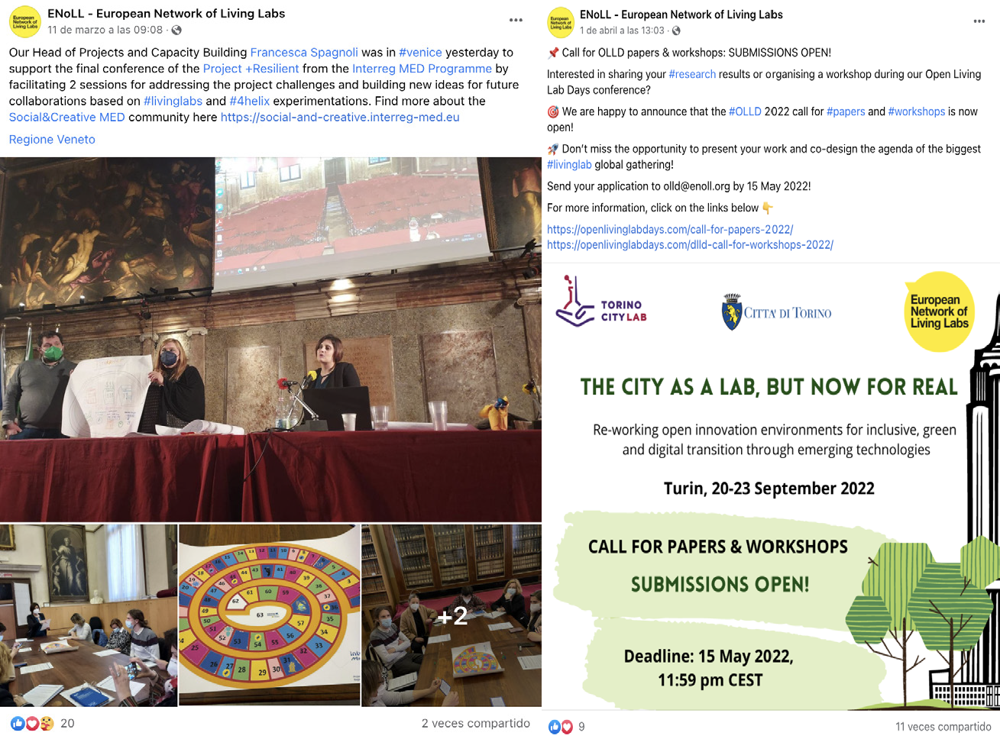 European
Network of
Living Labs
ENoLL - European Network of Living Labs
11 de marzo a las 09:08 ·
Our Head of Projects and Capacity Building Francesca Spagnoli was in #venice yesterday to
support the final conference of the Project +Resilient from the Interreg MED Programme by
facilitating 2 sessions for addressing the project challenges and building new ideas for future
collaborations based on #livinglabs and #4helix experimentations. Find more about the
Social&Creative MED community here https://social-and-creative.interreg-med.eu
Regione Veneto
+2
20
2 veces compartido
European
Network of
Living Labs
ENoLL - European Network of Living Labs
1 de abril a las 13:03 ·
📌 Call for OLLD papers & workshops: SUBMISSIONS OPEN!
Interested in sharing your #research results or organising a workshop during our Open Living
Lab Days conference?
🎯 We are happy to announce that the #OLLD 2022 call for #papers and #workshops is now
open!
🚀 Don't miss the opportunity to present your work and co-design the agenda of the biggest
#livinglab global gathering!
Send your application to olld@enoll.org by 15 May 2022!
For more information, click on the links below 👇
https://openlivinglabdays.com/call-for-papers-2022/
https://openlivinglabdays.com/dlld-call-for-workshops-2022/
TORINO
CITYLAB
CITTA' DI TORINO
European
Network of
Living Labs
THE CITY AS A LAB, BUT NOW FOR REAL
Re-working open innovation environments for inclusive, green
and digital transition through emerging technologies
Turin, 20-23 September 2022
CALL FOR PAPERS & WORKSHOPS
SUBMISSIONS OPEN!
Deadline: 15 May 2022,
11:59 pm CEST
9
11 veces compartido